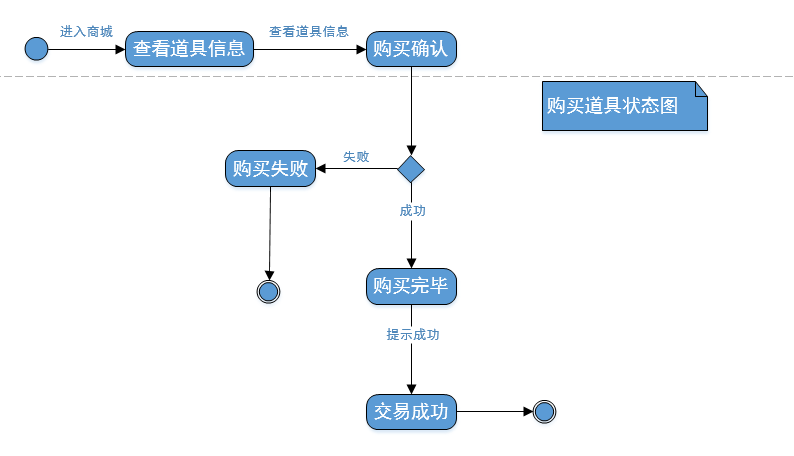 进入商城
查看道具信息
查看道具信息
购买确认
购买道具状态图
失败
购买失败
成功
购买完毕
提示成功
交易成功